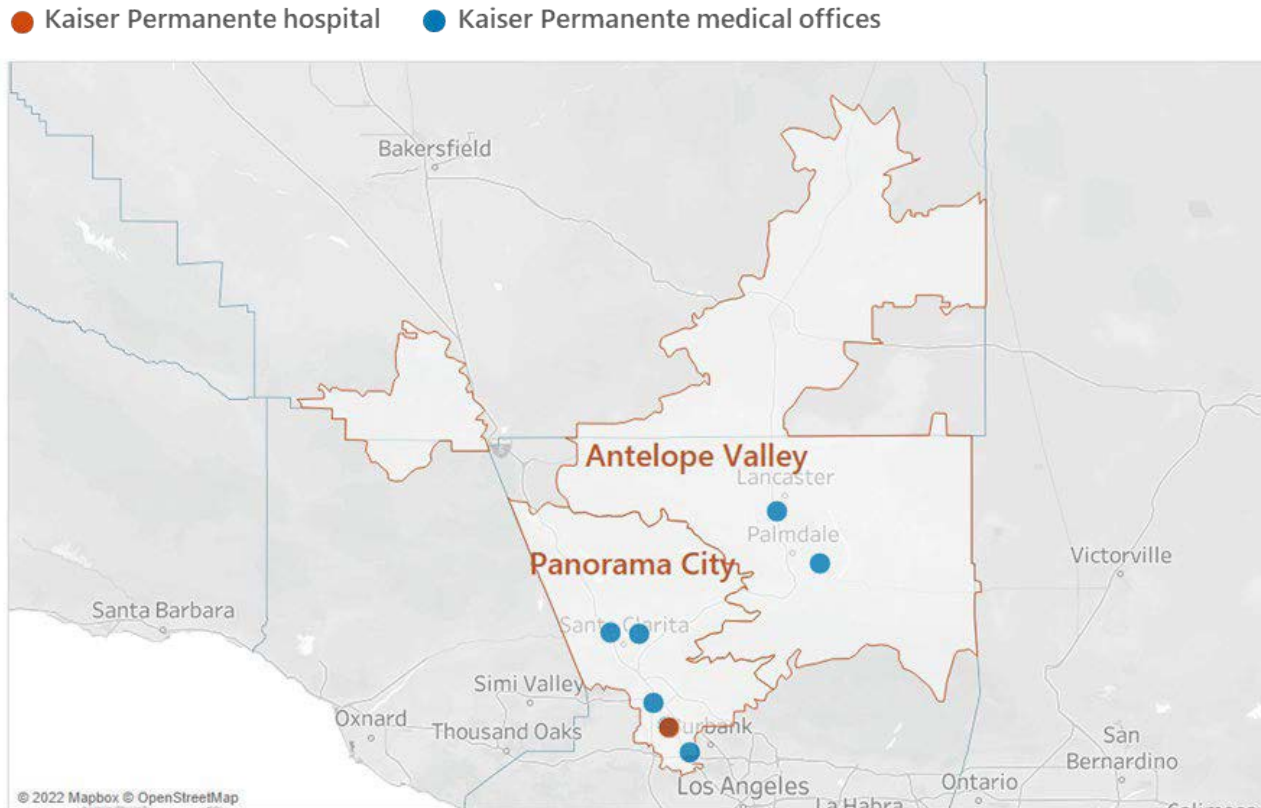 Kaiser Permanente hospital
Kaiser Permanente medical offices
Bakersfield
Antelope Valley
Lancaster
Palmdale
Panorama City
Victorville
Santa Barbara
Santa Clarita
Simi Valley
Oxnard
Thousand Oaks
Burbank
San
Bernardino
Los Angeles
Ontario
La Habra
© 2022 Mapbox © OpenStreetMap